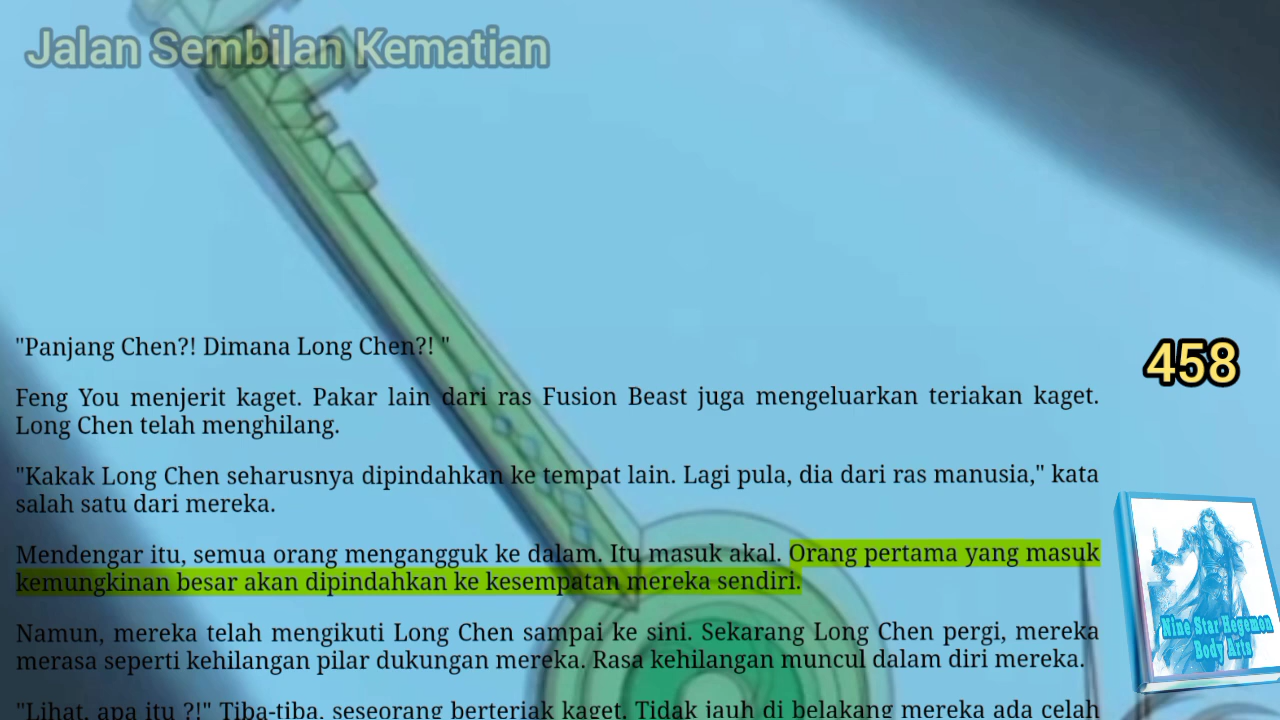 Jalan Sembilan Kematian
"Panjang Chen?! Dimana Long Chen?! "
458
Feng You menjerit kaget. Pakar lain dari ras Fusion Beast juga mengeluarkan teriakan kaget.
Long Chen telah menghilang.
"Kakak Long Chen seharusnya dipindahkan ke tempat lain. Lagi pula, dia dari ras manusia," kata
salah satu dari mereka.
Mendengar itu, semua orang mengangguk ke dalam. Itu masuk akal. Orang pertama yang masuk
kemungkinan besar akan dipindahkan ke kesempatan mereka sendiri.
Namun, mereka telah mengikuti Long Chen sampai ke sini. Sekarang Long Chen pergi, mereka
merasa seperti kehilangan pilar dukungan mereka. Rasa kehilangan muncul dalam diri mereka.
Nine Star Hegemon
Body Arts
"Lihat, apa itu ?!" Tiba-tiba, seseorang berteriak kaget. Tidak jauh di belakang mereka ada celah